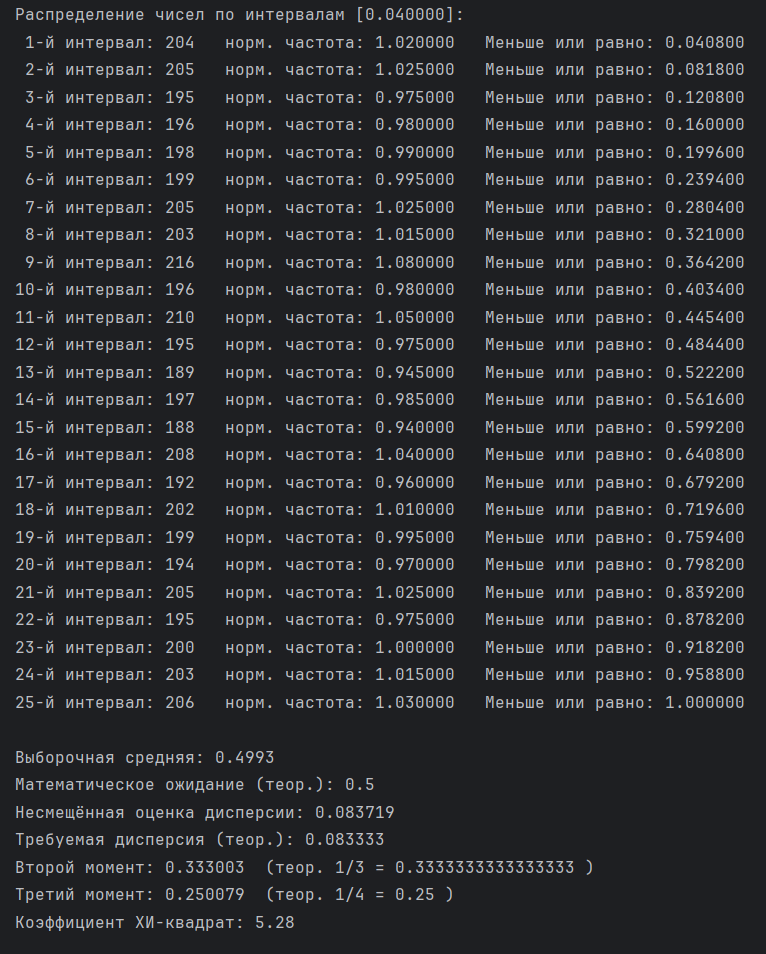 Распределение чисел по интервалам [0.040000]:
1-й интервал: 204 норм. частота: 1.020000 Меньше или равно: 0.040800
2-й интервал: 205 норм. частота: 1.025000 Меньше или равно: 0.081800
3-й интервал: 195 норм. частота: 0.975000 Меньше или равно: 0.120800
4-й интервал: 196 норм. частота: 0.980000 Меньше или равно: 0.160000
5-й интервал: 198 норм. частота: 0.990000 Меньше или равно: 0.199600
6-й интервал: 199 норм. частота: 0.995000 Меньше или равно: 0.239400
7-й интервал: 205 норм. частота: 1.025000 Меньше или равно: 0.280400
8-й интервал: 203 норм. частота: 1.015000 Меньше или равно: 0.321000
9-й интервал: 216 норм. частота: 1.080000 Меньше или равно: 0.364200
10-й интервал: 196 норм. частота: 0.980000 Меньше или равно: 0.403400
11-й интервал: 210 норм. частота: 1.050000 Меньше или равно: 0.445400
12-й интервал: 195 норм. частота: 0.975000 Меньше или равно: 0.484400
13-й интервал: 189 норм. частота: 0.945000 Меньше или равно: 0.522200
14-й интервал: 197 норм. частота: 0.985000 Меньше или равно: 0.561600
15-й интервал: 188 норм. частота: 0.940000 Меньше или равно: 0.599200
16-й интервал: 208 норм. частота: 1.040000 Меньше или равно: 0.640800
17-й интервал: 192 норм. частота: 0.960000 Меньше или равно: 0.679200
18-й интервал: 202 норм. частота: 1.010000 Меньше или равно: 0.719600
19-й интервал: 199 норм. частота: 0.995000 Меньше или равно: 0.759400
20-й интервал: 194 норм. частота: 0.970000 Меньше или равно: 0.798200
21-й интервал: 205 норм. частота: 1.025000 Меньше или равно: 0.839200
22-й интервал: 195 норм. частота: 0.975000 Меньше или равно: 0.878200
23-й интервал: 200 норм. частота: 1.000000 Меньше или равно: 0.918200
24-й интервал: 203 норм. частота: 1.015000 Меньше или равно: 0.958800
25-й интервал: 206 норм. частота: 1.030000 Меньше или равно: 1.000000
Выборочная средняя: 0.4993
Математическое ожидание (теор.): 0.5
Несмещённая оценка дисперсии: 0.083719
Требуемая дисперсия (теор.): 0.083333
Второй момент: 0.333003 (теор. 1/3 = 0.3333333333333333 )
Третий момент: 0.250079 (теор. 1/4 = 0.25 )
Коэффициент ХИ-квадрат: 5.28